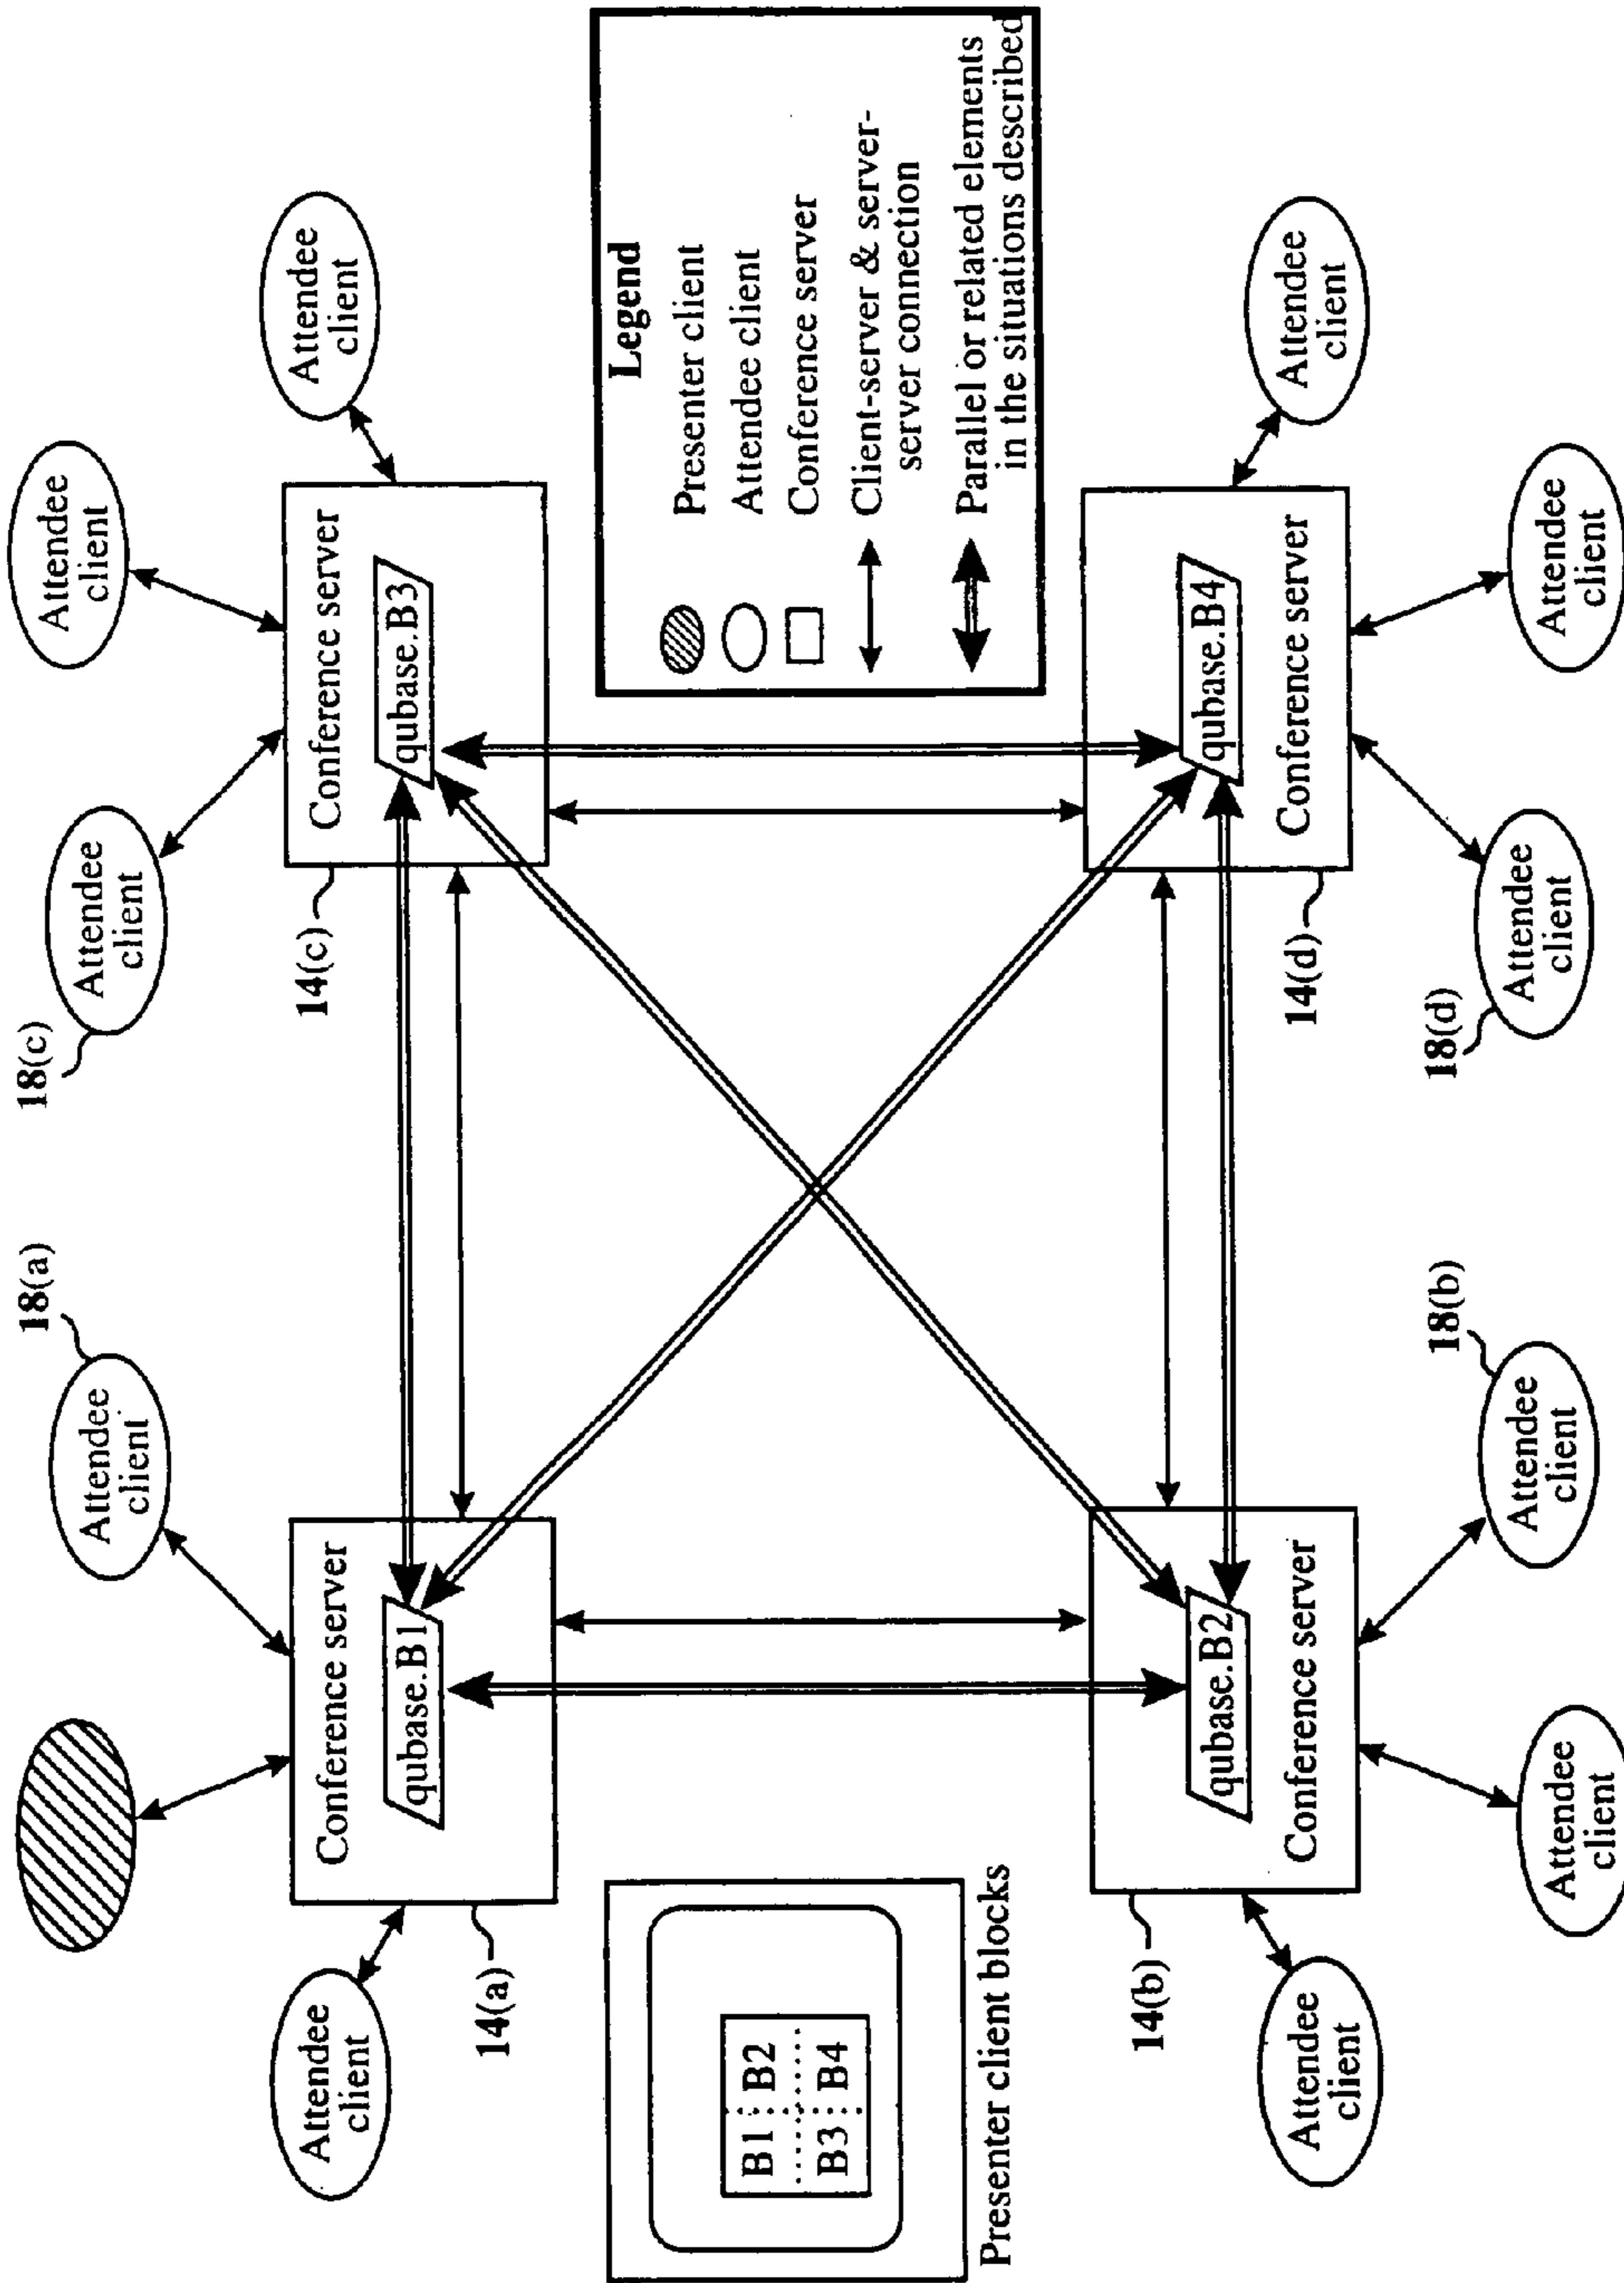 18(a)
18(c)
Attendee
client
Attendee
client
Attendee
client
Attendee
client
Attendee
client
Conference server
qubase.B1
14(a)
Conference server
qubase.B3
14(c)
Presenter client blocks
B1 B2
B3 B4
Legend
Presenter client
Attendee client
Conference server
Client-server & server-
server connection
Parallel or related elements
in the situations described
14(b)
qubase.B2
Conference server
14(d)
qubase.B4
Conference server
Attendee
client
Attendee
client
Attendee
client
18(b)
18(d)
Attendee
client
Attendee
client
Attendee
client